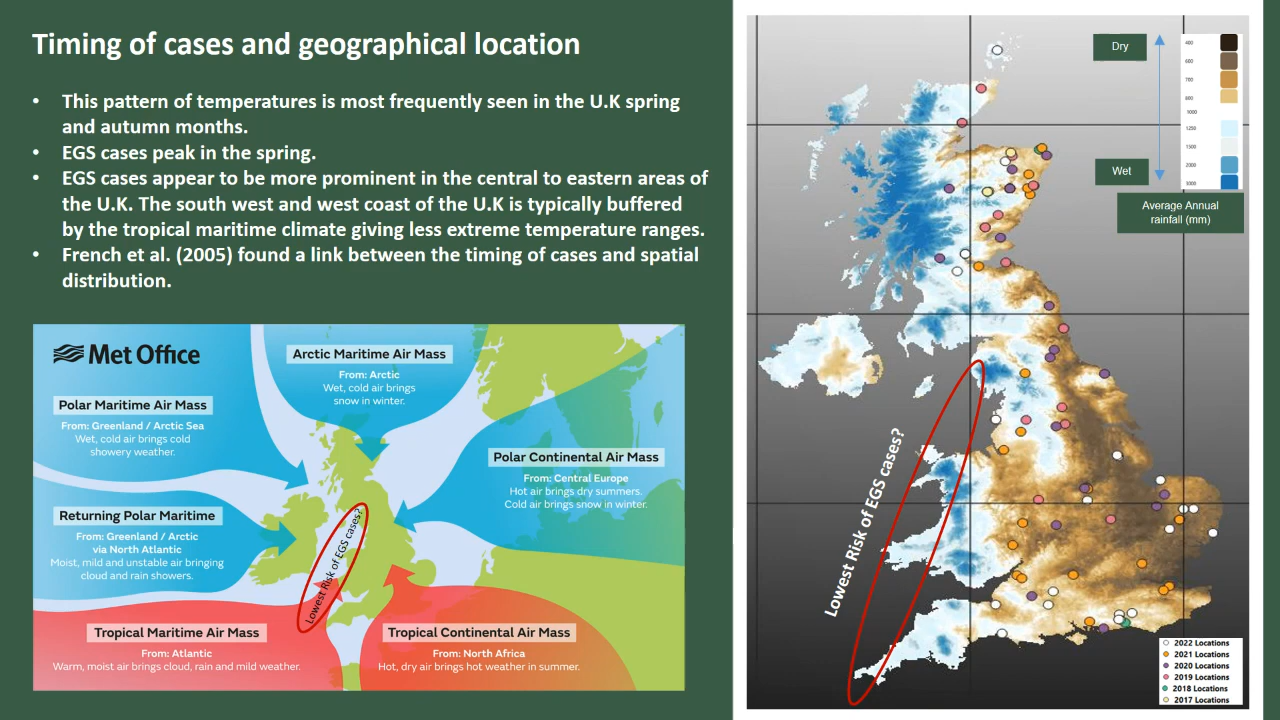 Timing of cases and geographical location
• This pattern of temperatures is most frequently seen in the U.K spring
and autumn months.
• EGS cases peak in the spring.
• EGS cases appear to be more prominent in the central to eastern areas of
the U.K. The south west and west coast of the U.K is typically buffered
by the tropical maritime climate giving less extreme temperature ranges.
• French et al. (2005) found a link between the timing of cases and spatial
distribution.
Met Office
Arctic Maritime Air Mass
From: Arctic
Wet, cold air brings
snow in winter.
Polar Maritime Air Mass
From: Greenland / Arctic Sea
Wet, cold air brings cold
showery weather.
Polar Continental Air Mass
From: Central Europe
Hot air brings dry summers.
Cold air brings snow in winter.
Returning Polar Maritime
From: Greenland / Arctic
via North Atlantic
Moist, mild and unstable air bringing
cloud and rain showers.
Lowest Risk of EGS cases?
Tropical Maritime Air Mass
From: Atlantic
Warm, moist air brings cloud, rain and mild weather.
Tropical Continental Air Mass
From: North Africa
Hot, dry air brings hot weather in summer.
Dry
Wet
400
600
700
800
1000
1250
1500
2000
3000
Average Annual
rainfall (mm)
Lowest Risk of EGS cases?
2022 Locations
2021 Locations
2020 Locations
2019 Locations
2018 Locations
2017 Locations